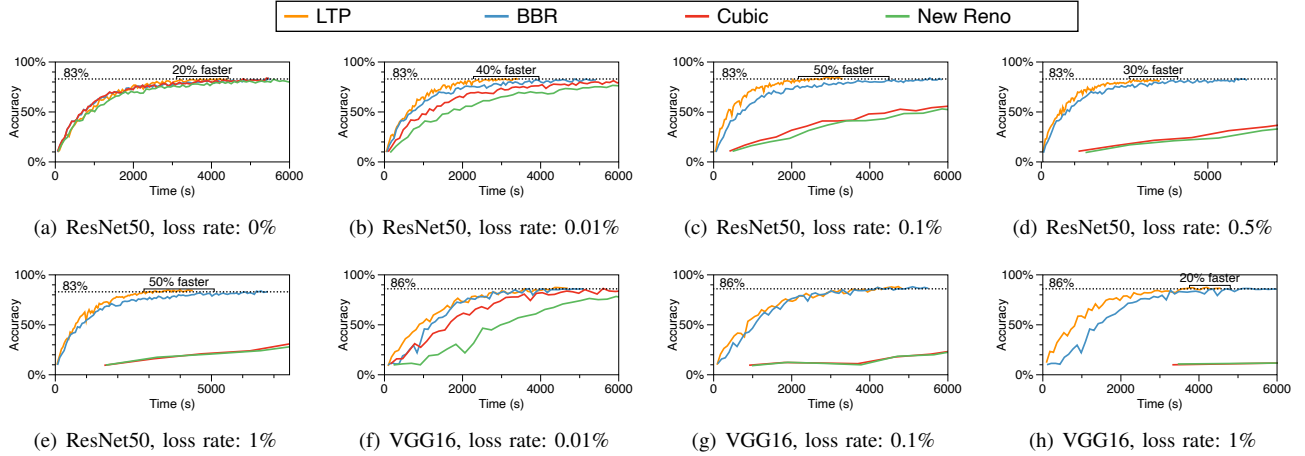 LTP BBR Cubic New Reno
100%
83%
20% faster
50%
Accuracy
0%
0 2000 4000 6000
Time (s)
(a) ResNet50, loss rate: 0%
100%
83%
40% faster
50%
Accuracy
0%
0 2000 4000 6000
Time (s)
(b) ResNet50, loss rate: 0.01%
100%
83%
50% faster
50%
Accuracy
0%
0 2000 4000 6000
Time (s)
(c) ResNet50, loss rate: 0.1%
100%
83%
30% faster
50%
Accuracy
0%
0 5000
Time (s)
(d) ResNet50, loss rate: 0.5%
100%
83%
50% faster
50%
Accuracy
0%
0 5000
Time (s)
(e) ResNet50, loss rate: 1%
100%
86%
50%
Accuracy
0%
0 2000 4000 6000
Time (s)
(f) VGG16, loss rate: 0.01%
100%
86%
50%
Accuracy
0%
0 2000 4000 6000
Time (s)
(g) VGG16, loss rate: 0.1%
100%
86%
20% faster
50%
Accuracy
0%
0 2000 4000 6000
Time (s)
(h) VGG16, loss rate: 1%